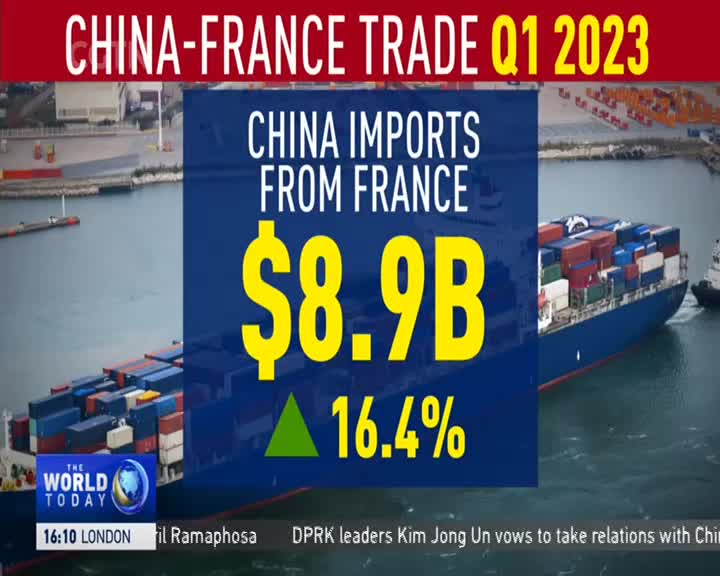 CHINA-FRANCE TRADE Q1 2023
CGTN
CHINA IMPORTS
FROM FRANCE
$8.9B
16.4%
THE
WORLD
TODAY
16:10 LONDON
ril Ramaphosa DPRK leaders Kim Jong Un vows to take relations with Chi